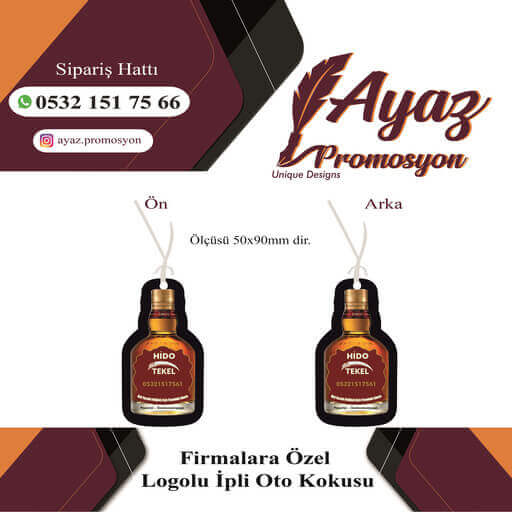 Sipariş Hattı
0532 151 75 66
ayaz.promosyon
Ayaz
Promosyon
Unique Designs
Ön
Arka
Ölçüsü 50x90mm dir.
HİDO
TEKEL
05321517561
HİDO
TEKEL
05321517561
Firmalara Özel
Logolu İpli Oto Kokusu